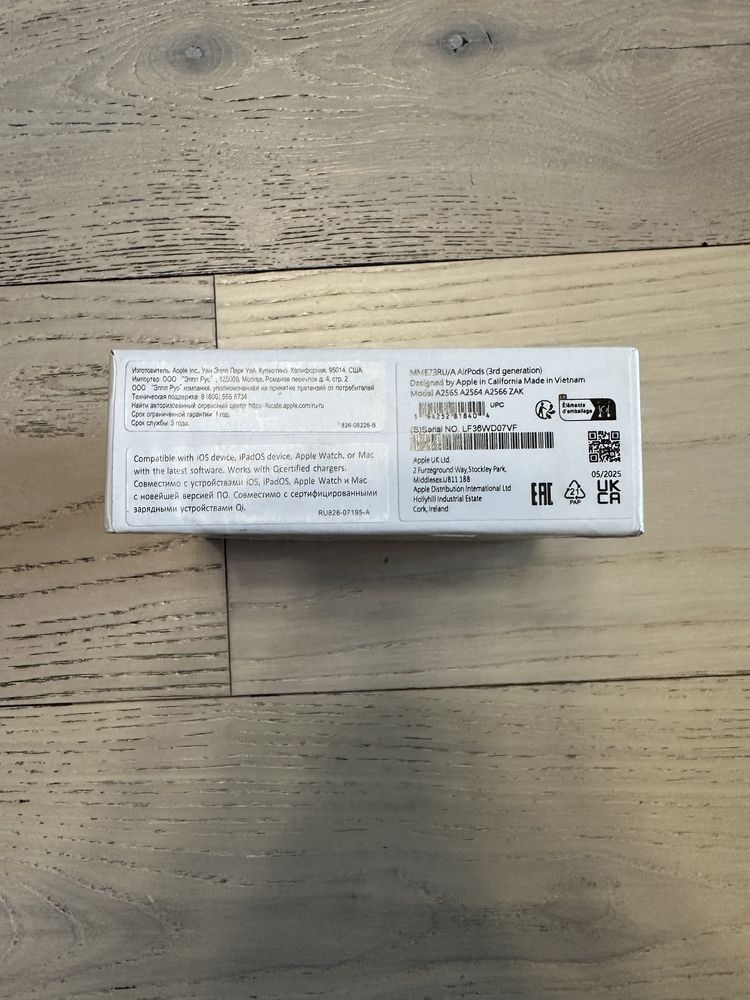 Изготовитель: Apple Inc. Уан Эппл Парк Уэй, Купертино, Калифорния, 95014, США
Импортер: ООО "Эппл Рус", 125009, Москва, Романов переулок д. 4, стр. 2
ООО "Эппл Рус" компания, уполномоченная на принятие претензий от потребителей
Техническая поддержка: 8 (800) 555 6734
Найти авторизованный сервисный центр: https: locate.apple.com/ru-ru
Срок ограниченной гарантии: 1 год.
Срок службы: 3 года.
Compatible with iOS device, iPadOS device, Apple Watch, or Mac
with the latest software. Works with Qi certified chargers.
Совместимо с устройствами iOS, iPadOS, Apple Watch и Mac
с новейшей версией ПО. Совместимо с сертифицированными
зарядными устройствами Qi.
RU826-07195-A
MME73RU/A AirPods (3rd generation)
Designed by Apple in California Made in Vietnam
Model A2565 A2564 A2566 ZAK
UPC
Éléments
d'emballage
(S)Serial NO. LF36WD07VF
Apple UK Ltd.
2 Furzeground Way, Stockley Park,
Middlesex,UB11 1BB
Apple Distribution International Ltd
Hollyhill Industrial Estate
Cork, Ireland
EAC
21
PAP
05/2025
UK
CA